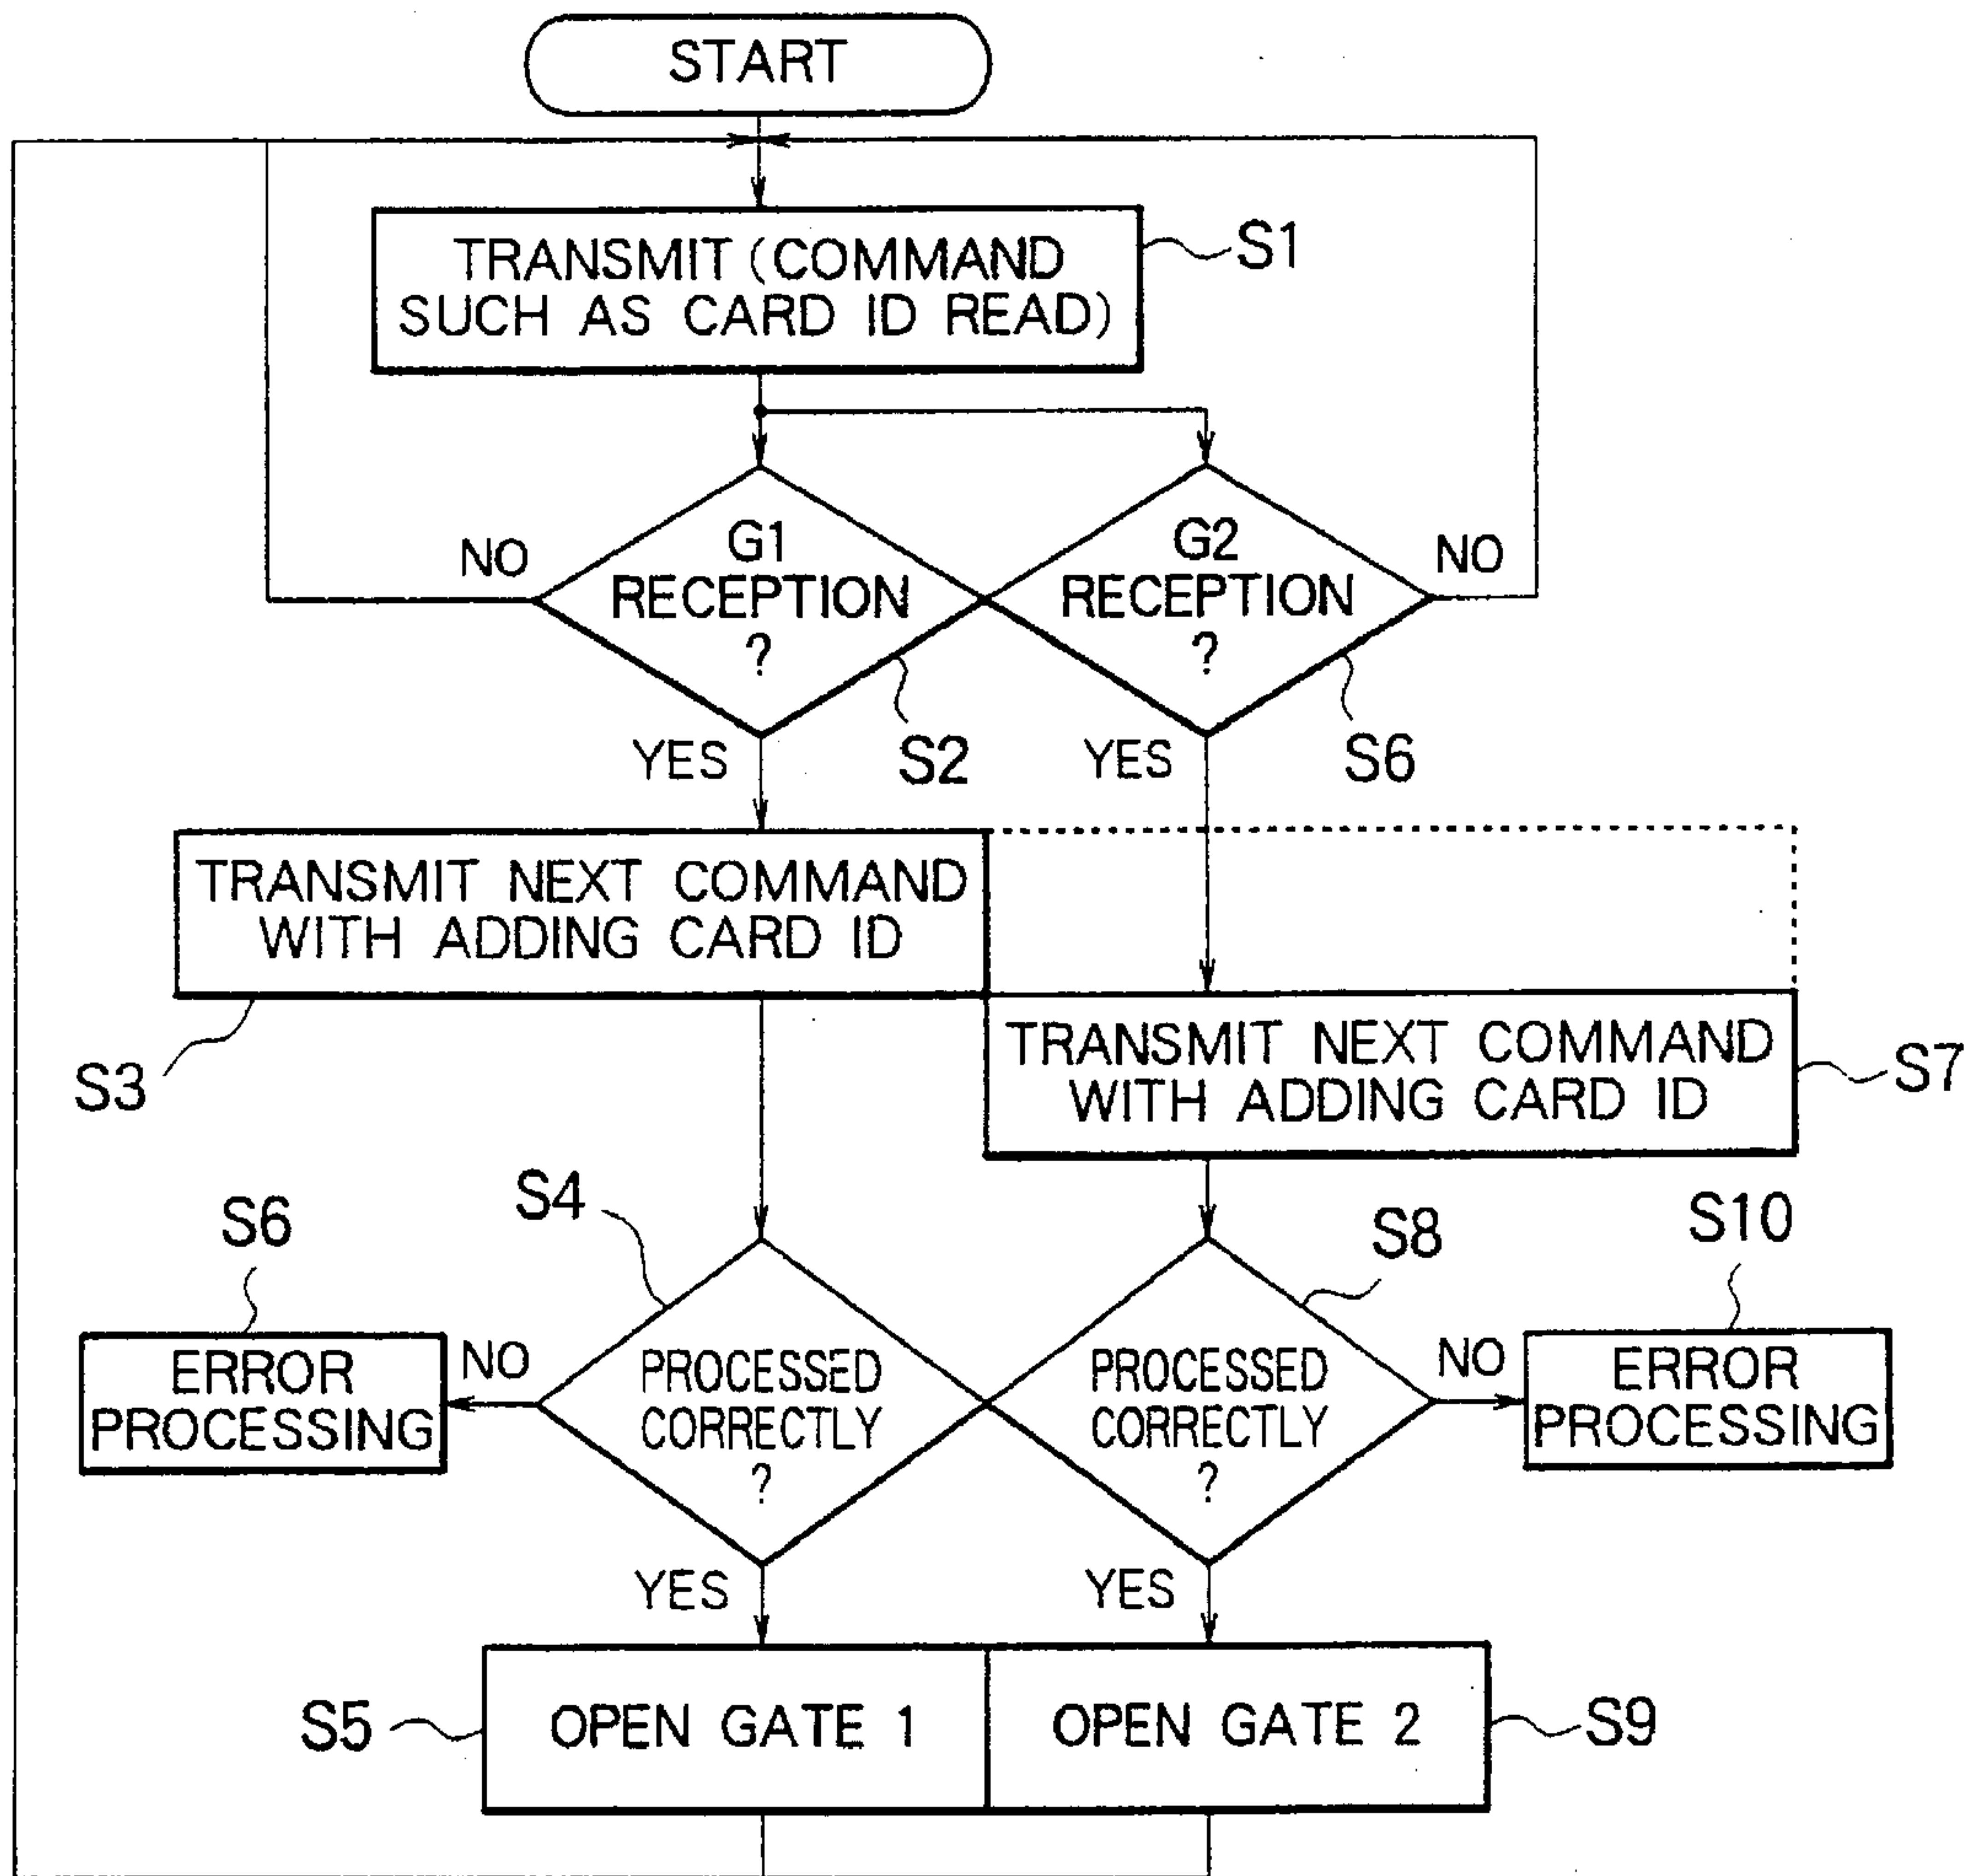 START
TRANSMIT (COMMAND
SUCH AS CARD ID READ)
S1
G1
RECEPTION
?
NO
YES
S2
G2
RECEPTION
?
NO
YES
S6
TRANSMIT NEXT COMMAND
WITH ADDING CARD ID
S3
TRANSMIT NEXT COMMAND
WITH ADDING CARD ID
S7
S6
ERROR
PROCESSING
NO
S4
PROCESSED
CORRECTLY
?
YES
S8
PROCESSED
CORRECTLY
?
YES
NO
S10
ERROR
PROCESSING
S5
OPEN GATE 1
OPEN GATE 2
S9